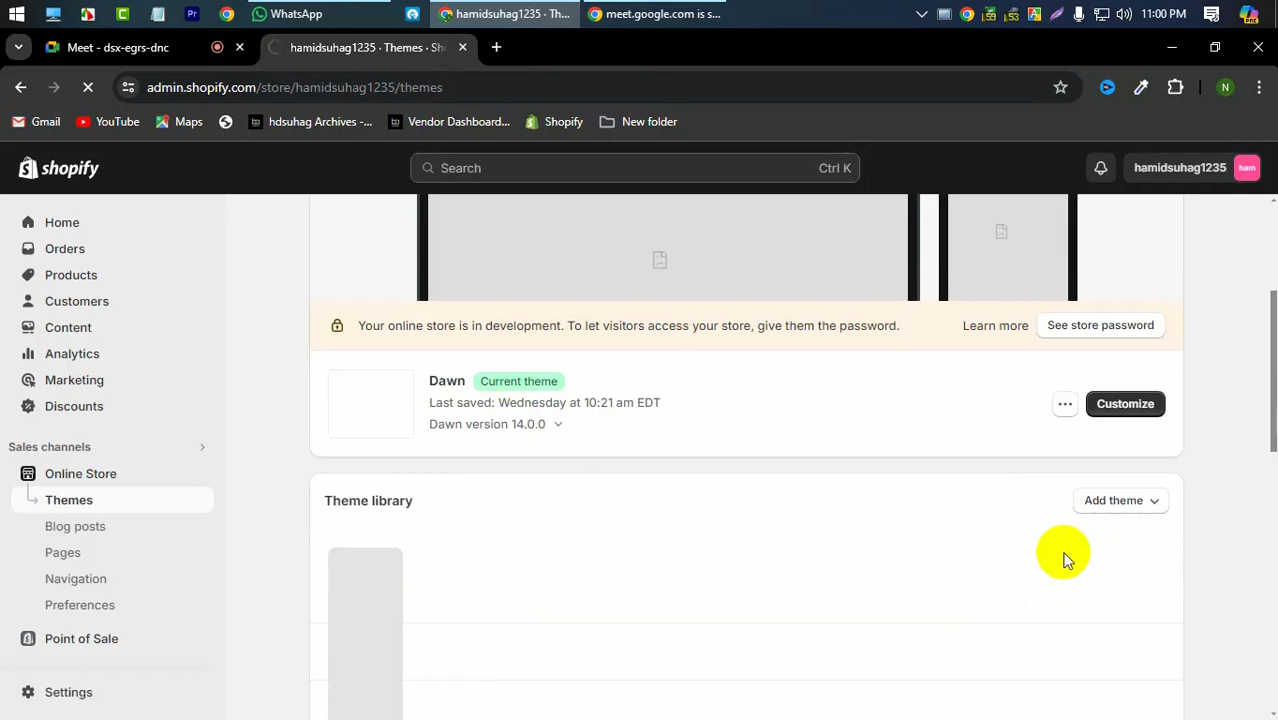 WhatsApp
hamidsuhag1235 · Th...
meet.google.com is s...
11:00 PM
Meet - dsx-egrs-dnc
hamidsuhag1235 · Themes · Sh
admin.shopify.com/store/hamidsuhag1235/themes
N
Gmail
YouTube
Maps
hdsuhag Archives -...
Vendor Dashboard...
Shopify
New folder
shopify
Search
Ctrl K
hamidsuhag1235
ham
Home
Orders
Products
Customers
Content
Analytics
Marketing
Discounts
Sales channels
Online Store
Themes
Blog posts
Pages
Navigation
Preferences
Point of Sale
Settings
Your online store is in development. To let visitors access your store, give them the password.
Learn more
See store password
Dawn
Current theme
Last saved: Wednesday at 10:21 am EDT
Dawn version 14.0.0
Customize
Theme library
Add theme